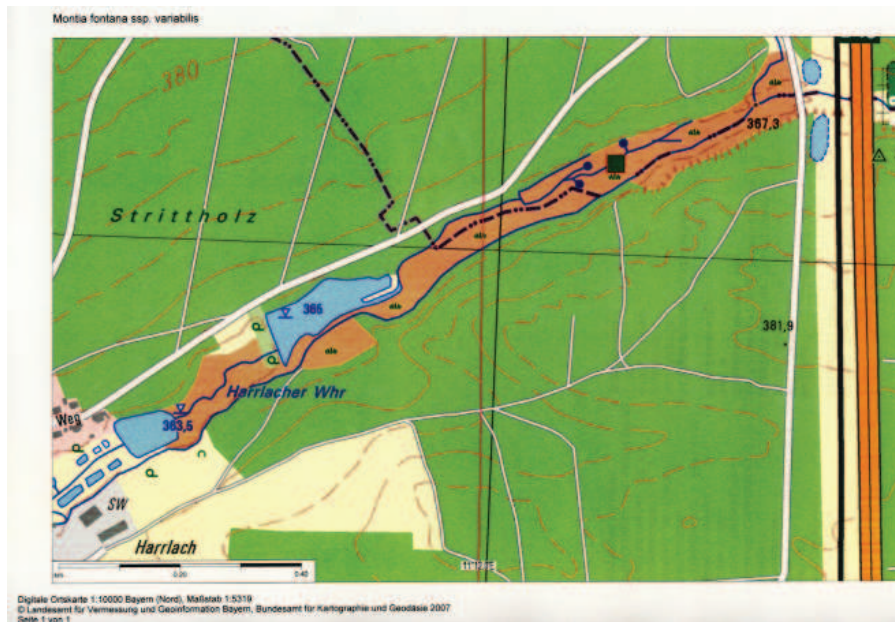 Montia fontana ssp. variabilis
367,3
Strittholz
365
381,9
Harrlacher Whr
Weg
363,5
SW
Harrlach
km
0.20
0.40
Digitale Ortskarte 1:10000 Bayern (Nord), Maßstab 1:5319
© Landesamt für Vermessung und Geoinformation Bayern, Bundesamt für Kartographie und Geodäsie 2007
Seite 1 von 1